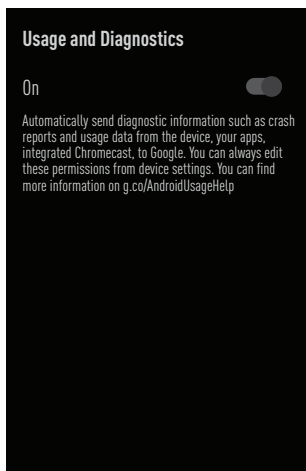 Usage and Diagnostics
On
Automatically send diagnostic information such as crash
reports and usage data from the device, your apps,
integrated Chromecast, to Google. You can always edit
these permissions from device settings. You can find
more information on g.co/AndroidUsageHelp